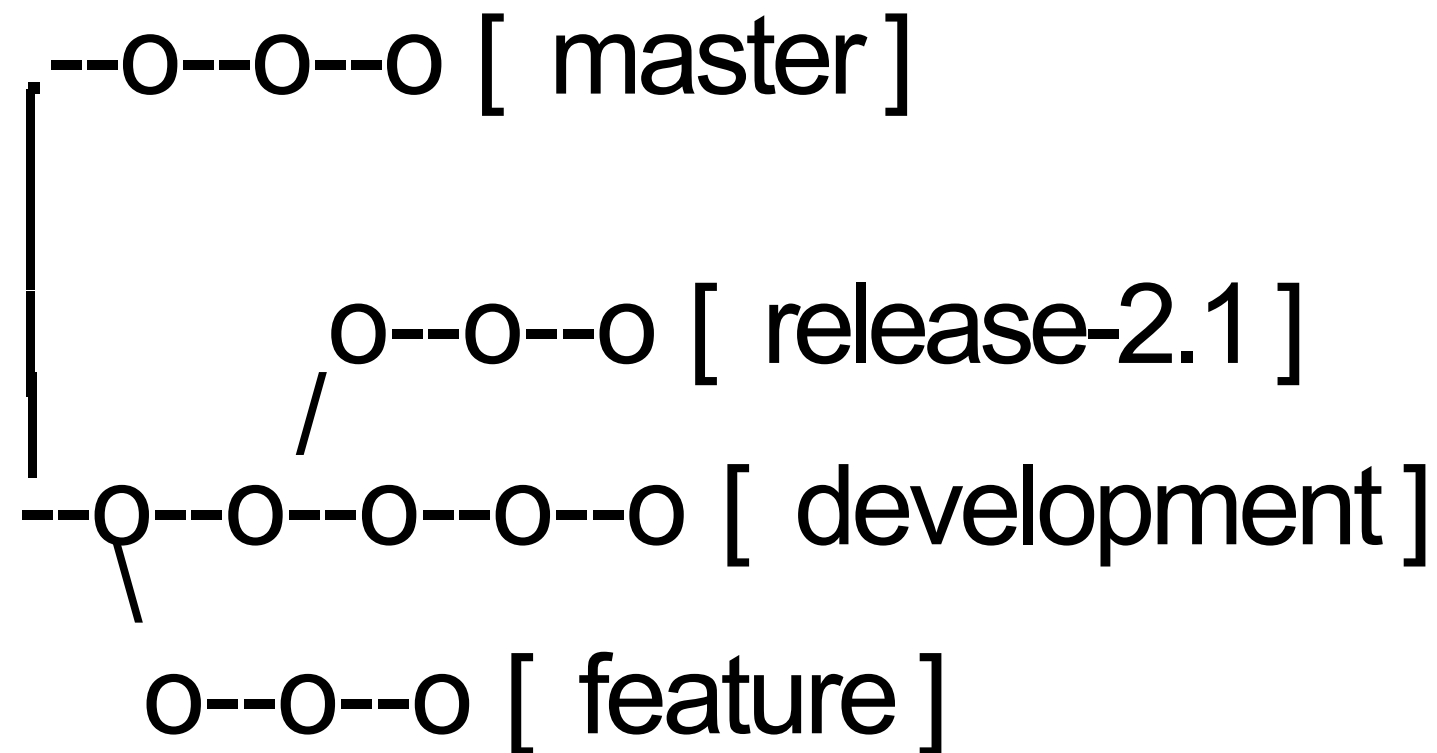 --o--o--o [ master ]
o--o--o [ release-2.1 ]
/
--o--o--o--o--o [ development ]
\
o--o--o [ feature ]